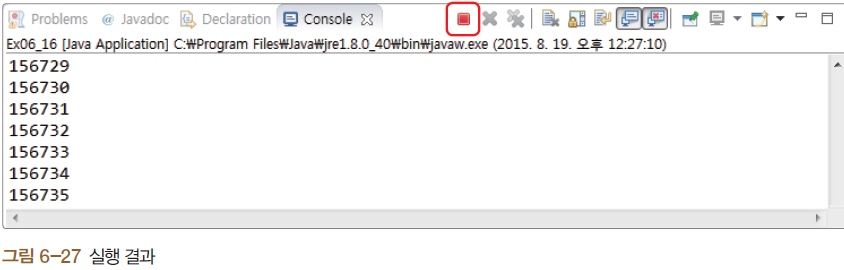 Problems @ Javadoc Declaration Console
Ex06_16 [Java Application] C:₩Program Files₩Java₩jre1.8.0_40₩bin₩javaw.exe (2015. 8. 19. 오후 12:27:10)
156729
156730
156731
156732
156733
156734
156735
그림 6-27 실행 결과